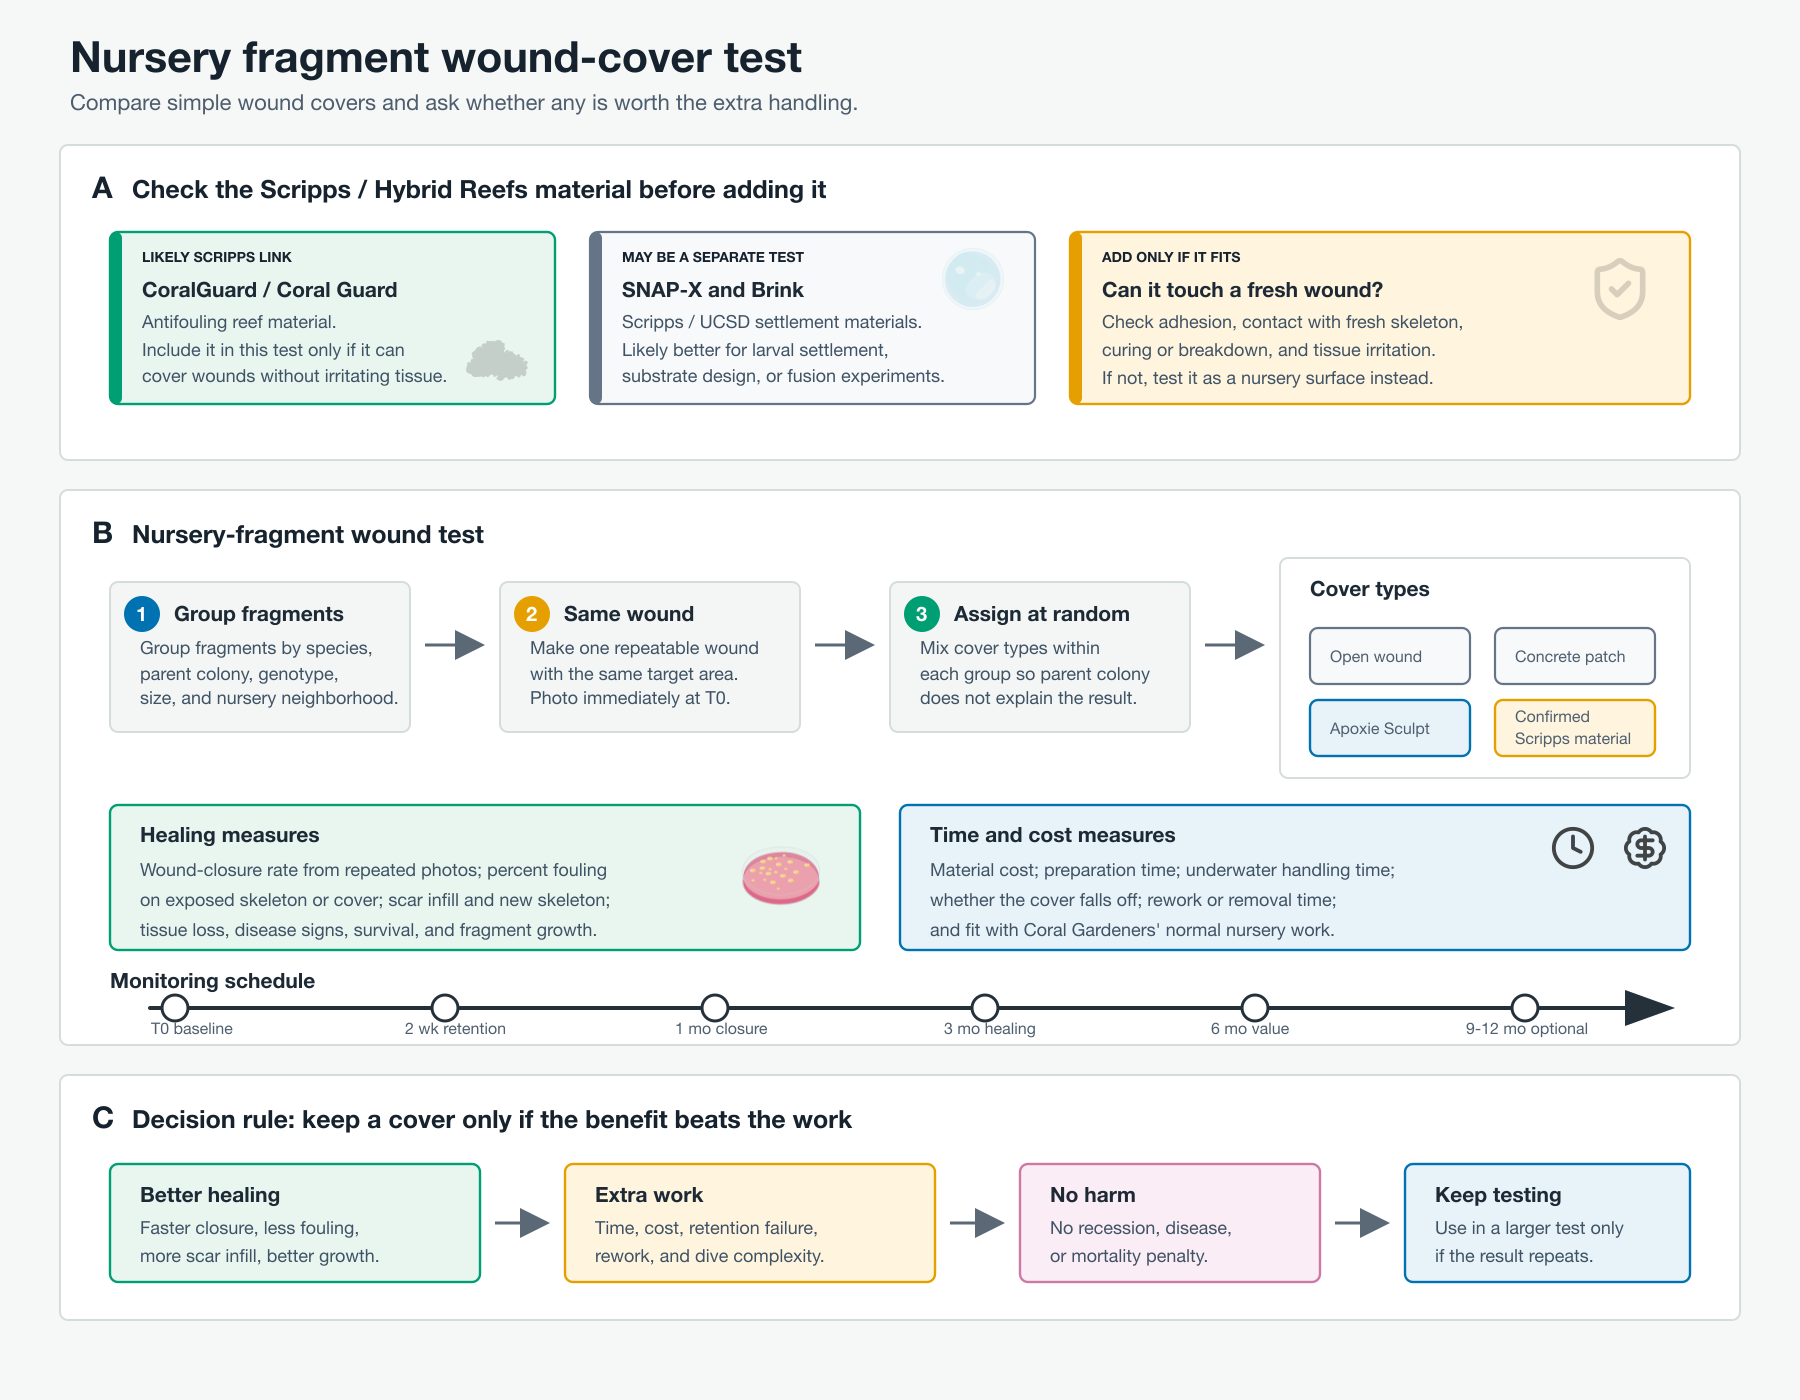 Nursery fragment wound-cover test
Compare simple wound covers and ask whether any is worth the extra handling.
A Check the Scripps / Hybrid Reefs material before adding it
LIKELY SCRIPPS LINK
CoralGuard / Coral Guard
Antifouling reef material.
Include it in this test only if it can
cover wounds without irritating tissue.
MAY BE A SEPARATE TEST
SNAP-X and Brink
Scripps / UCSD settlement materials.
Likely better for larval settlement,
substrate design, or fusion experiments.
ADD ONLY IF IT FITS
Can it touch a fresh wound?
Check adhesion, contact with fresh skeleton,
curing or breakdown, and tissue irritation.
If not, test it as a nursery surface instead.
B Nursery-fragment wound test
1 Group fragments
Group fragments by species,
parent colony, genotype,
size, and nursery neighborhood.
2 Same wound
Make one repeatable wound
with the same target area.
Photo immediately at T0.
3 Assign at random
Mix cover types within
each group so parent colony
does not explain the result.
Cover types
Open wound
Concrete patch
Apoxie Sculpt
Confirmed
Scripps material
Healing measures
Wound-closure rate from repeated photos; percent fouling
on exposed skeleton or cover; scar infill and new skeleton;
tissue loss, disease signs, survival, and fragment growth.
Time and cost measures
Material cost; preparation time; underwater handling time;
whether the cover falls off; rework or removal time;
and fit with Coral Gardeners' normal nursery work.
Monitoring schedule
T0 baseline
2 wk retention
1 mo closure
3 mo healing
6 mo value
9-12 mo optional
C Decision rule: keep a cover only if the benefit beats the work
Better healing
Faster closure, less fouling,
more scar infill, better growth.
Extra work
Time, cost, retention failure,
rework, and dive complexity.
No harm
No recession, disease,
or mortality penalty.
Keep testing
Use in a larger test only
if the result repeats.